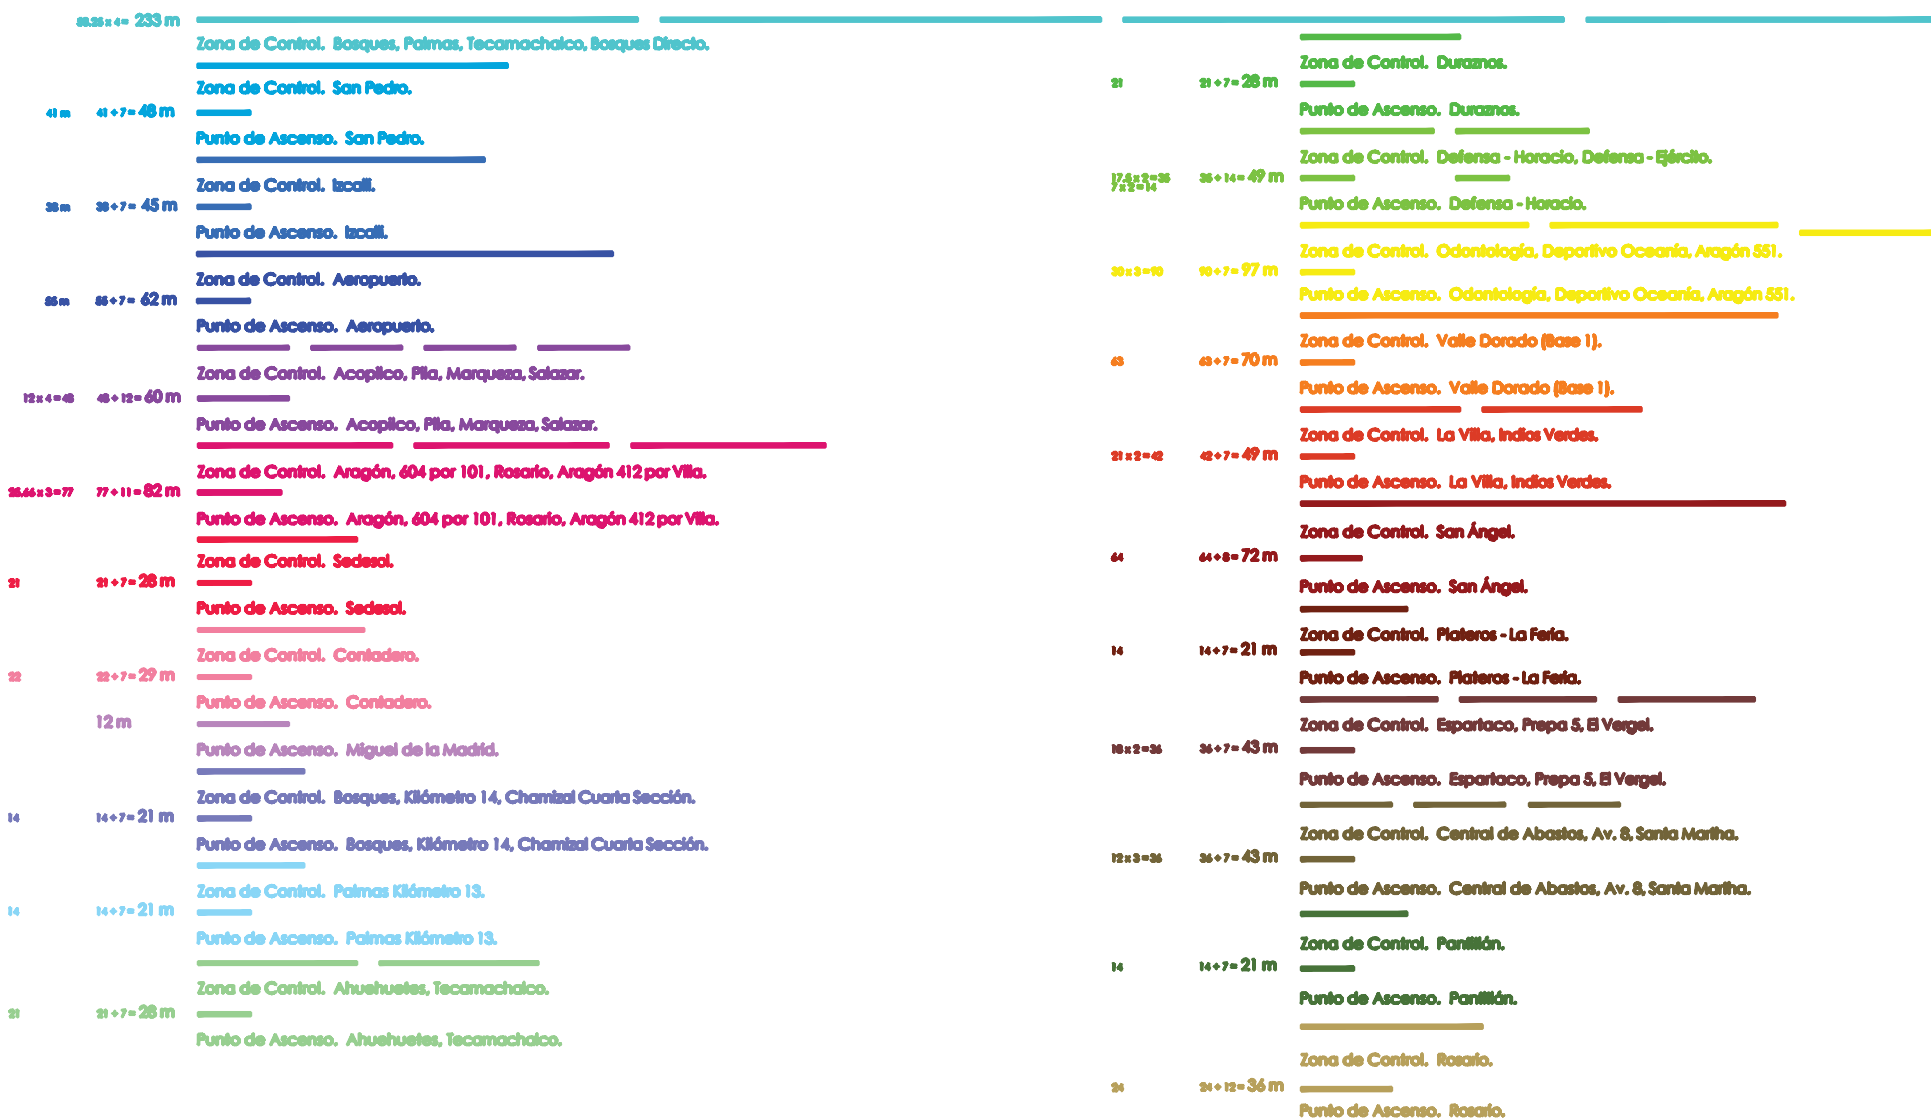 58.25 x 4 = 233 m
Zona de Control. Bosques, Palmas, Tecamachalco, Bosques Directo.
Zona de Control. San Pedro.
41 m 41 + 7 = 48 m
Punto de Ascenso. San Pedro.
Zona de Control. Izcalli.
38 m 38 + 7 = 45 m
Punto de Ascenso. Izcalli.
Zona de Control. Aeropuerto.
55 m 55 + 7 = 62 m
Punto de Ascenso. Aeropuerto.
Zona de Control. Acopilco, Pila, Marqueza, Salazar.
12 x 4 = 48 48 + 12 = 60 m
Punto de Ascenso. Acopilco, Pila, Marqueza, Salazar.
Zona de Control. Aragón, 604 por 101, Rosario, Aragón 412 por Villa.
25.66 x 3 = 77 77 + 11 = 82 m
Punto de Ascenso. Aragón, 604 por 101, Rosario, Aragón 412 por Villa.
Zona de Control. Sedesol.
21 21 + 7 = 28 m
Punto de Ascenso. Sedesol.
Zona de Control. Contadero.
22 22 + 7 = 29 m
Punto de Ascenso. Contadero.
12 m
Punto de Ascenso. Miguel de la Madrid.
Zona de Control. Bosques, Kilómetro 14, Chamizal Cuarta Sección.
14 14 + 7 = 21 m
Punto de Ascenso. Bosques, Kilómetro 14, Chamizal Cuarta Sección.
Zona de Control. Palmas Kilómetro 13.
14 14 + 7 = 21 m
Punto de Ascenso. Palmas Kilómetro 13.
Zona de Control. Ahuehuetes, Tecamachalco.
21 21 + 7 = 28 m
Punto de Ascenso. Ahuehuetes, Tecamachalco.
Zona de Control. Duraznos.
21 21 + 7 = 28 m
Punto de Ascenso. Duraznos.
Zona de Control. Defensa - Horacio, Defensa - Ejército.
17.5 x 2 = 35 35 + 14 = 49 m
7 x 2 = 14
Punto de Ascenso. Defensa - Horacio.
Zona de Control. Odontología, Deportivo Oceanía, Aragón 551.
30 x 3 = 90 90 + 7 = 97 m
Punto de Ascenso. Odontología, Deportivo Oceanía, Aragón 551.
Zona de Control. Valle Dorado (Base 1).
63 63 + 7 = 70 m
Punto de Ascenso. Valle Dorado (Base 1).
Zona de Control. La Villa, Indios Verdes.
21 x 2 = 42 42 + 7 = 49 m
Punto de Ascenso. La Villa, Indios Verdes.
Zona de Control. San Ángel.
64 64 + 8 = 72 m
Punto de Ascenso. San Ángel.
Zona de Control. Plateros - La Feria.
14 14 + 7 = 21 m
Punto de Ascenso. Plateros - La Feria.
Zona de Control. Espartaco, Prepa 5, El Vergel.
18 x 2 = 36 36 + 7 = 43 m
Punto de Ascenso. Espartaco, Prepa 5, El Vergel.
Zona de Control. Central de Abastos, Av. 8, Santa Martha.
12 x 3 = 36 36 + 7 = 43 m
Punto de Ascenso. Central de Abastos, Av. 8, Santa Martha.
Zona de Control. Pantitlán.
14 14 + 7 = 21 m
Punto de Ascenso. Pantitlán.
Zona de Control. Rosario.
24 24 + 12 = 36 m
Punto de Ascenso. Rosario.